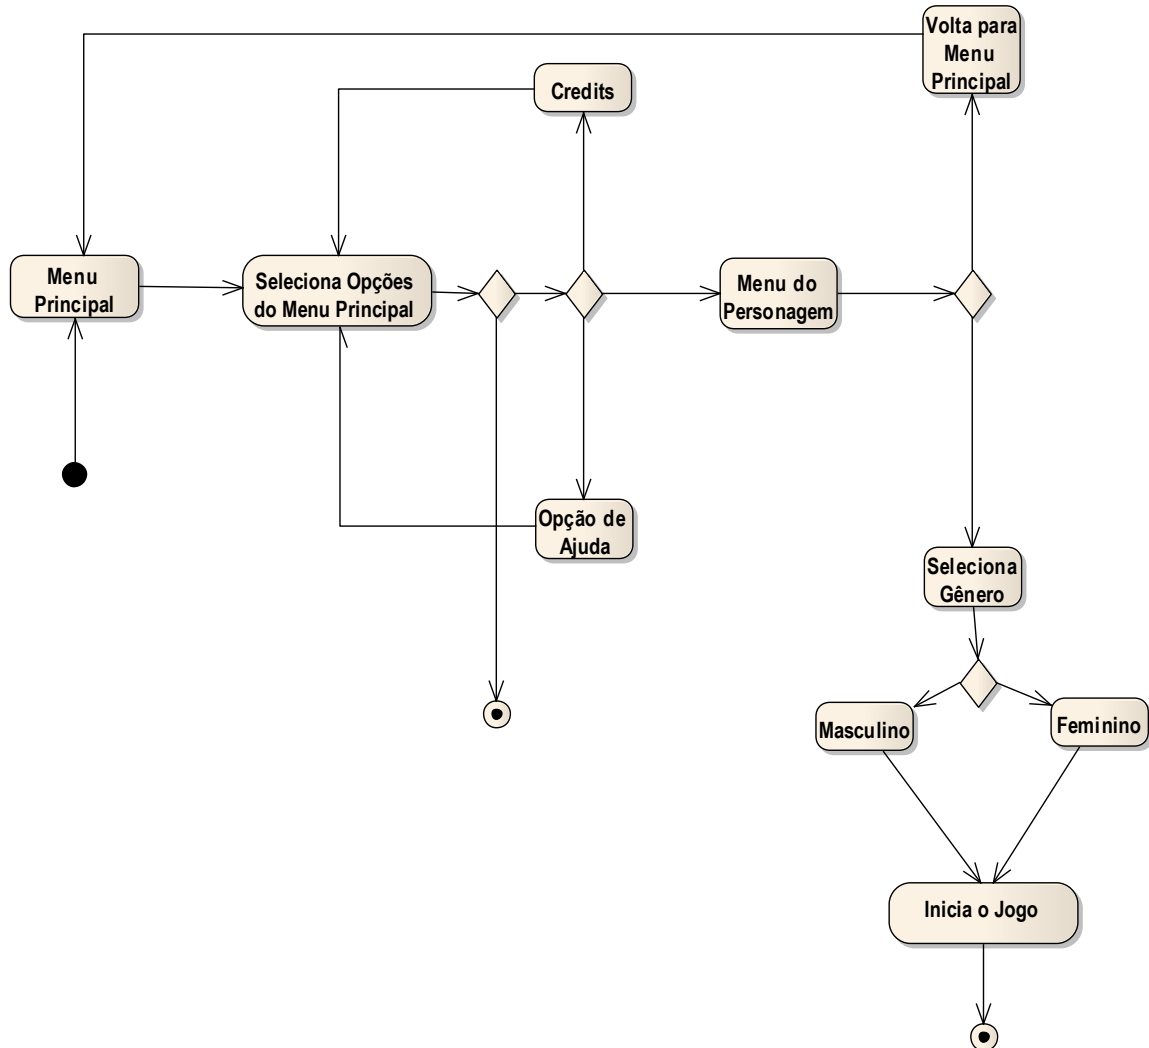 Volta para
Menu
Principal
Credits
Menu
Principal
Seleciona Opções
do Menu Principal
Menu do
Personagem
Opção de
Ajuda
Seleciona
Gênero
Masculino
Feminino
Inicia o Jogo